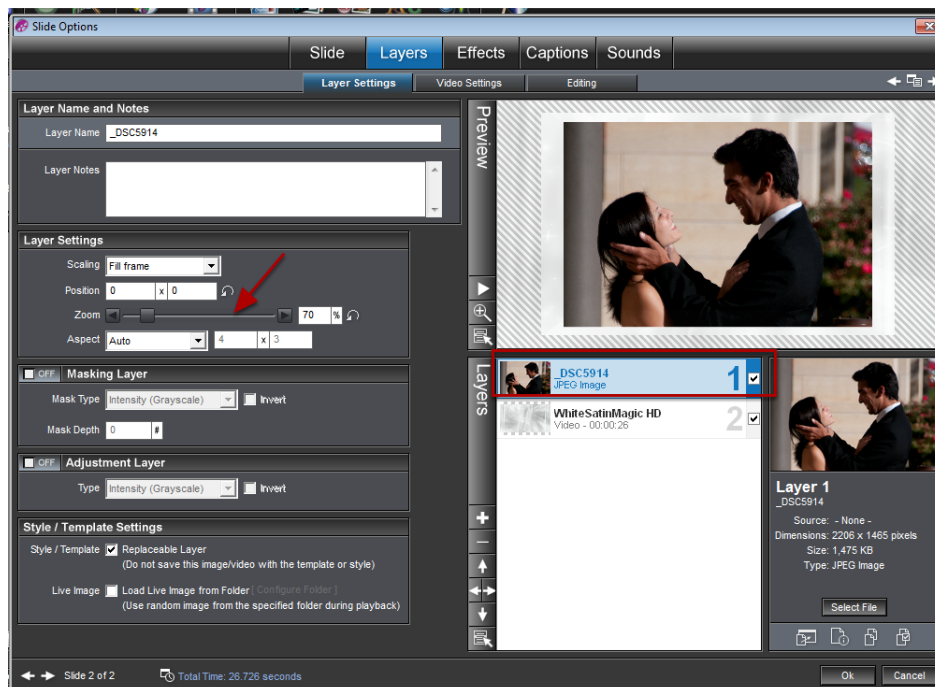 Slide Options
Slide Layers Effects Captions Sounds
Layer Settings Video Settings Editing
Layer Name and Notes
Layer Name _DSC5914
Layer Notes
Layer Settings
Scaling Fill frame
Position 0 x 0
Zoom 70 %
Aspect Auto 4 x 3
OFF Masking Layer
Mask Type Intensity (Grayscale) Invert
Mask Depth 0 #
OFF Adjustment Layer
Type Intensity (Grayscale) Invert
Style / Template Settings
Style / Template Replaceable Layer
(Do not save this image/video with the template or style)
Live Image Load Live Image from Folder [ Configure Folder ]
(Use random image from the specified folder during playback)
Preview
Layers
_DSC5914 1
JPEG Image
WhiteSatinMagic HD 2
Video - 00:00:26
Layer 1
_DSC5914
Source: - None -
Dimensions: 2206 x 1465 pixels
Size: 1,475 KB
Type: JPEG Image
Select File
Slide 2 of 2 Total Time: 26.726 seconds
Ok Cancel